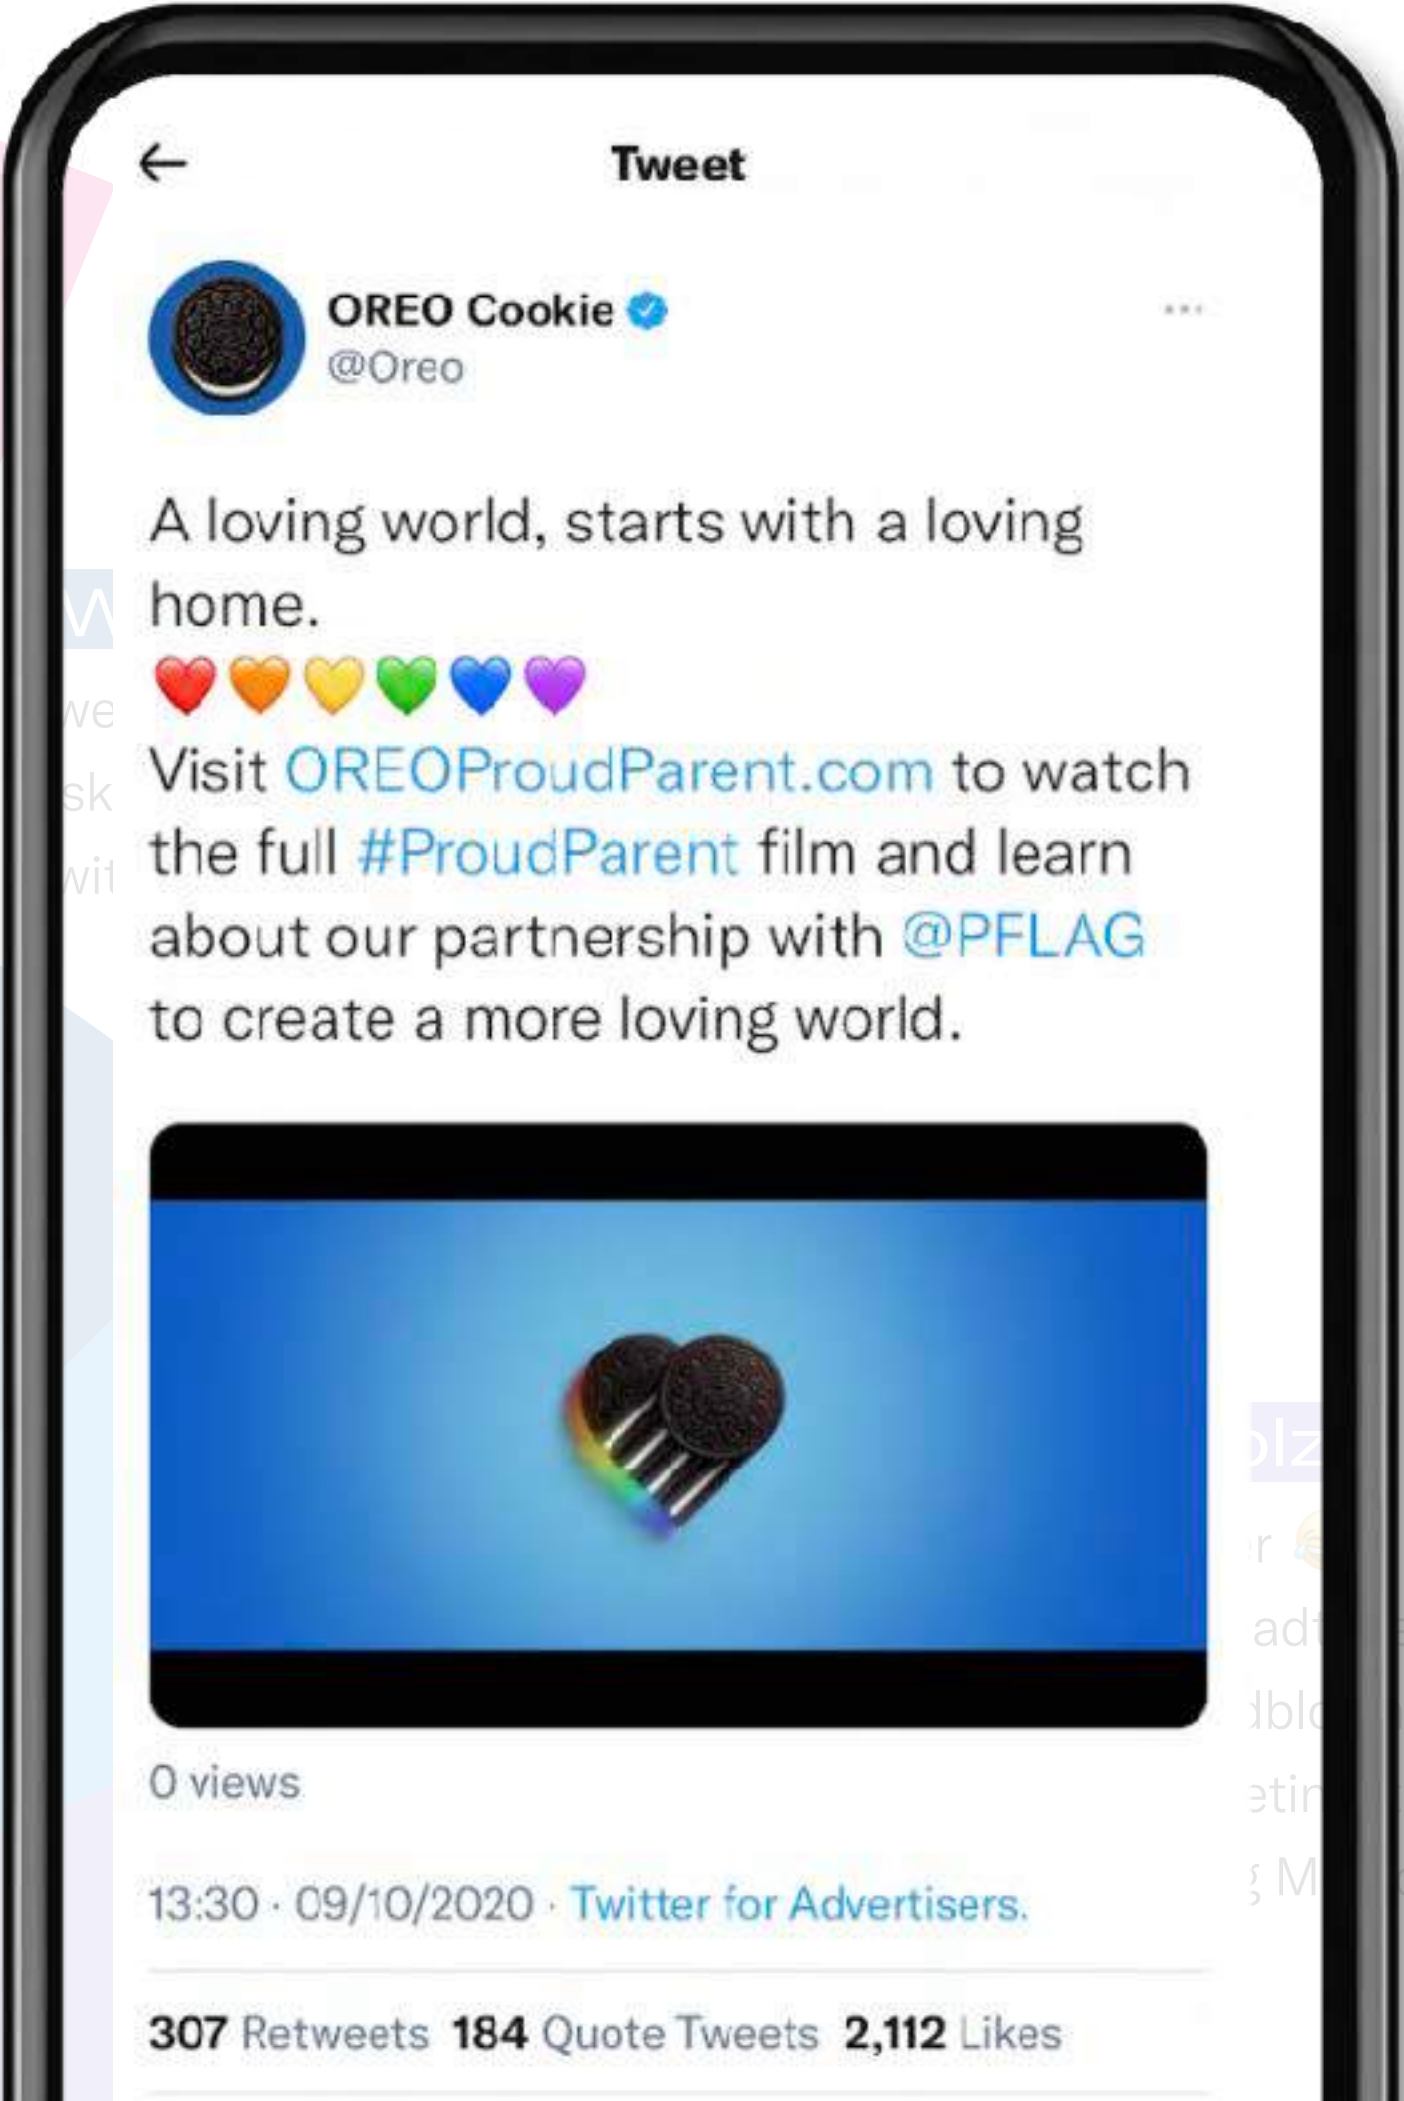 Tweet
OREO Cookie
@Oreo
A loving world, starts with a loving
home.
❤️🧡💛💚💙💜
Visit OREOProudParent.com to watch
the full #ProudParent film and learn
about our partnership with @PFLAG
to create a more loving world.
0 views
13:30 · 09/10/2020 · Twitter for Advertisers.
307 Retweets 184 Quote Tweets 2,112 Likes